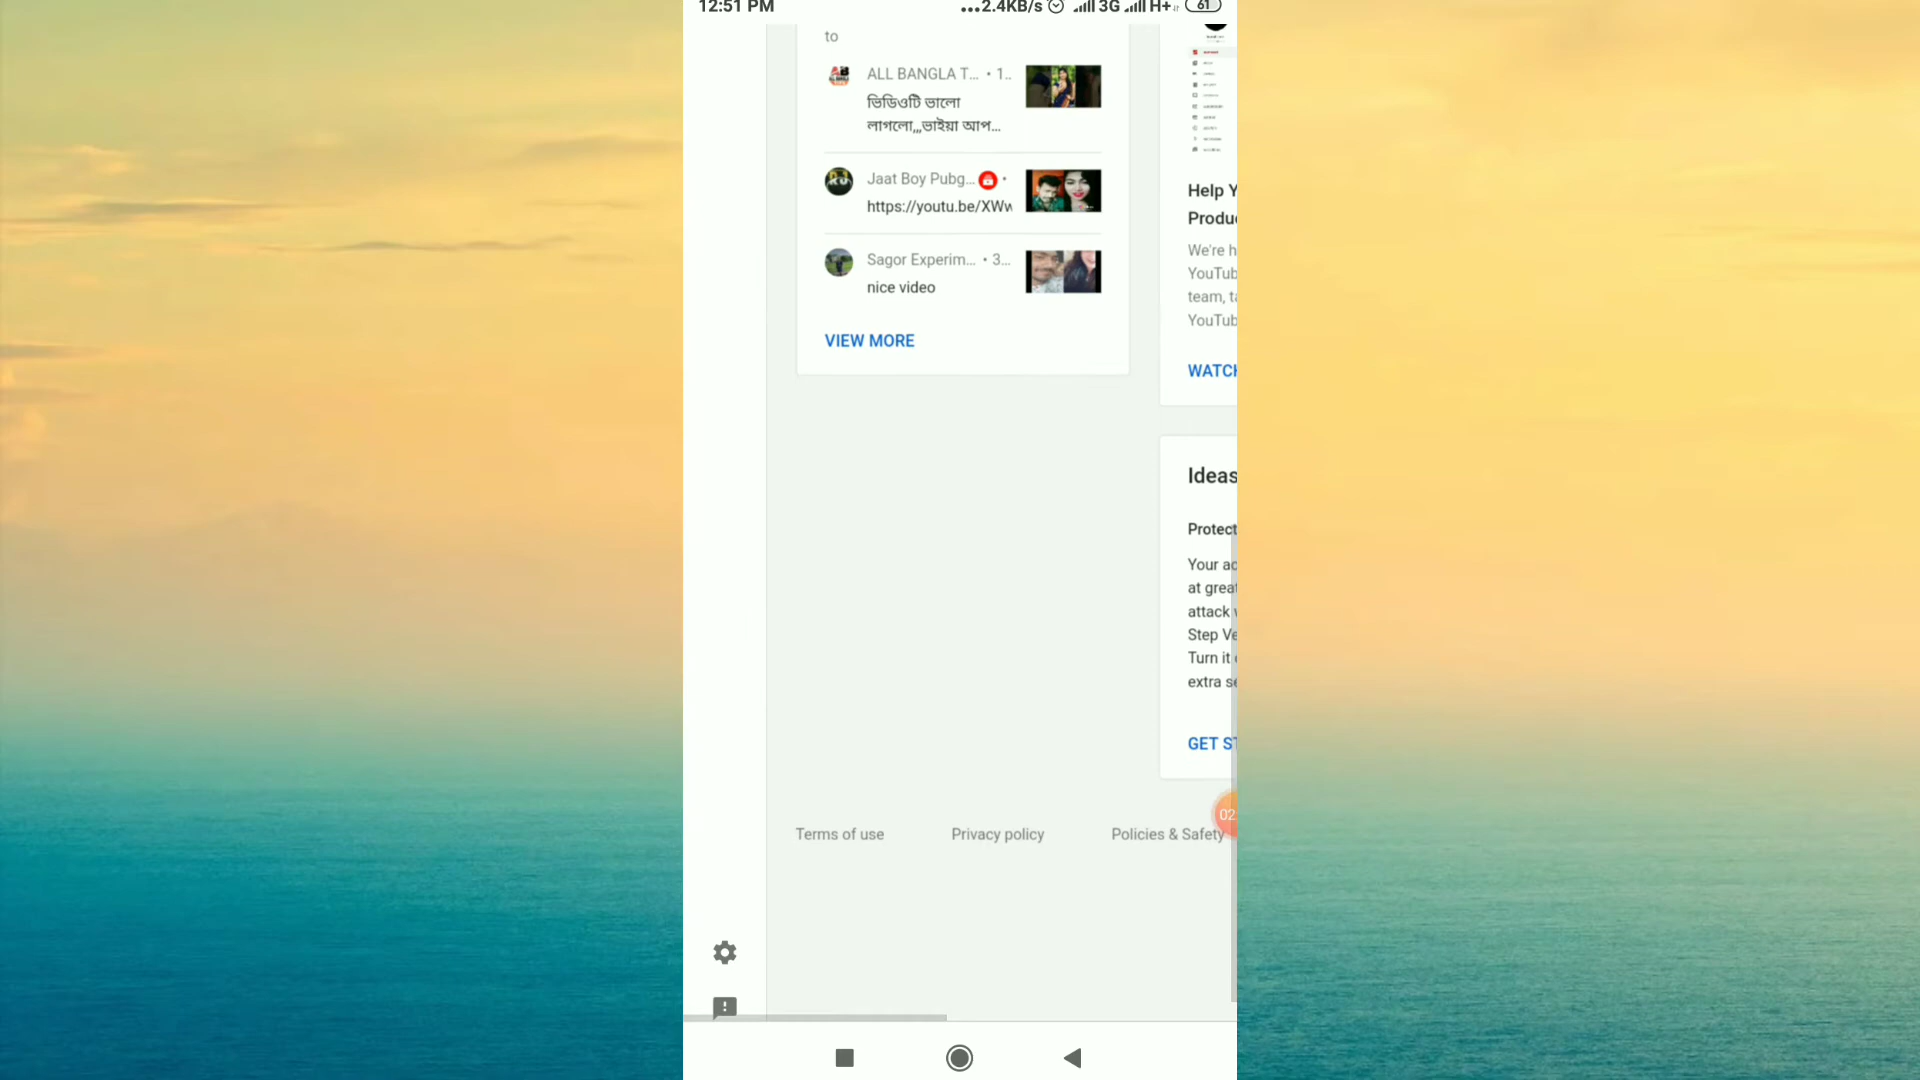 12:51 PM
...2.4KB/s 3G H+ 61
to
ALL BANGLA T... • 1..
ভিডিওটি ভালো
লাগলো,,,ভাইয়া আপ...
Jaat Boy Pubg... •
https://youtu.be/XWw
Sagor Experim... • 3...
nice video
VIEW MORE
Help Y
Produ
We're h
YouTub
team, ta
YouTub
WATCH
Ideas
Protect
Your ac
at great
attack
Step Ve
Turn it
extra se
GET ST
02
Terms of use Privacy policy Policies & Safety